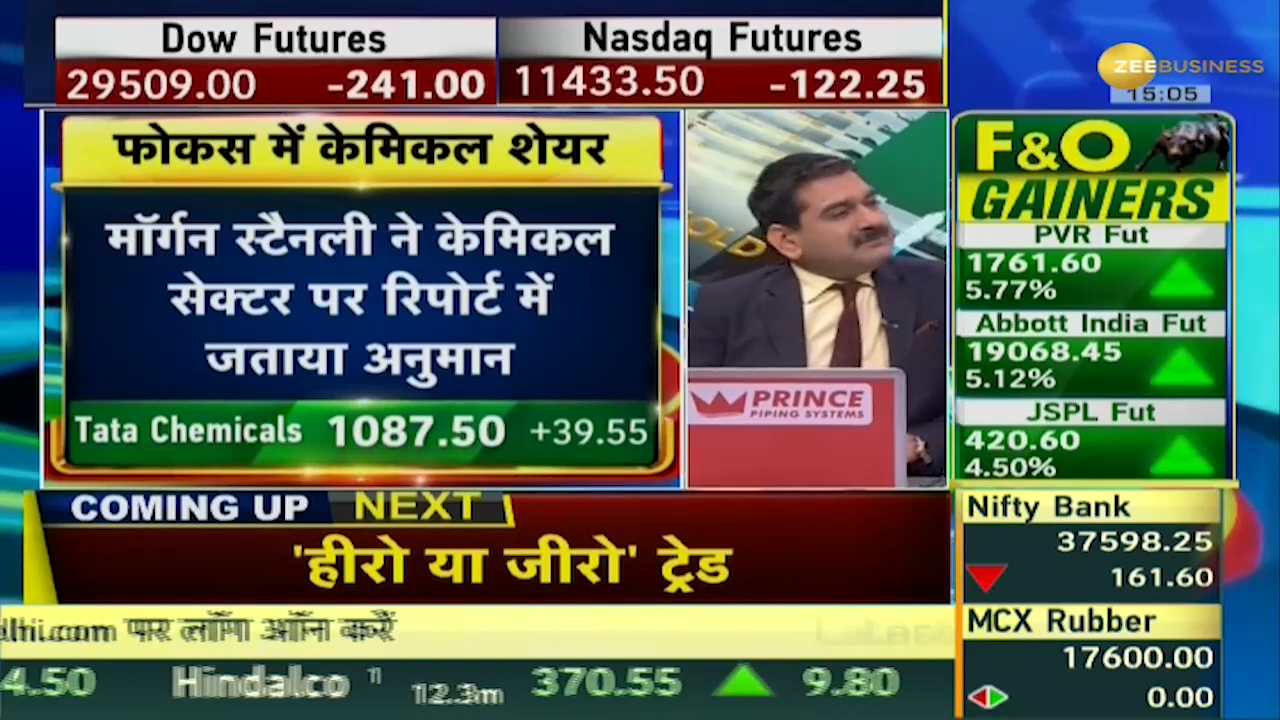 Dow Futures
29509.00 -241.00
Nasdaq Futures
11433.50 -122.25
ZEEBUSINESS
15:05
फोकस में केमिकल शेयर
मॉर्गन स्टैनली ने केमिकल
सेक्टर पर रिपोर्ट में
जताया अनुमान
Tata Chemicals 1087.50 +39.55
OLD
PRINCE
PIPING SYSTEMS
F&O
GAINERS
PVR Fut
1761.60
5.77%
Abbott India Fut
19068.45
5.12%
JSPL Fut
420.60
4.50%
COMING UP NEXT
'हीरो या जीरो' ट्रेड
Nifty Bank
37598.25
161.60
MCX Rubber
17600.00
0.00
पर लॉग ऑन करें
4.50 Hindalco 12.3m 370.55 9.80